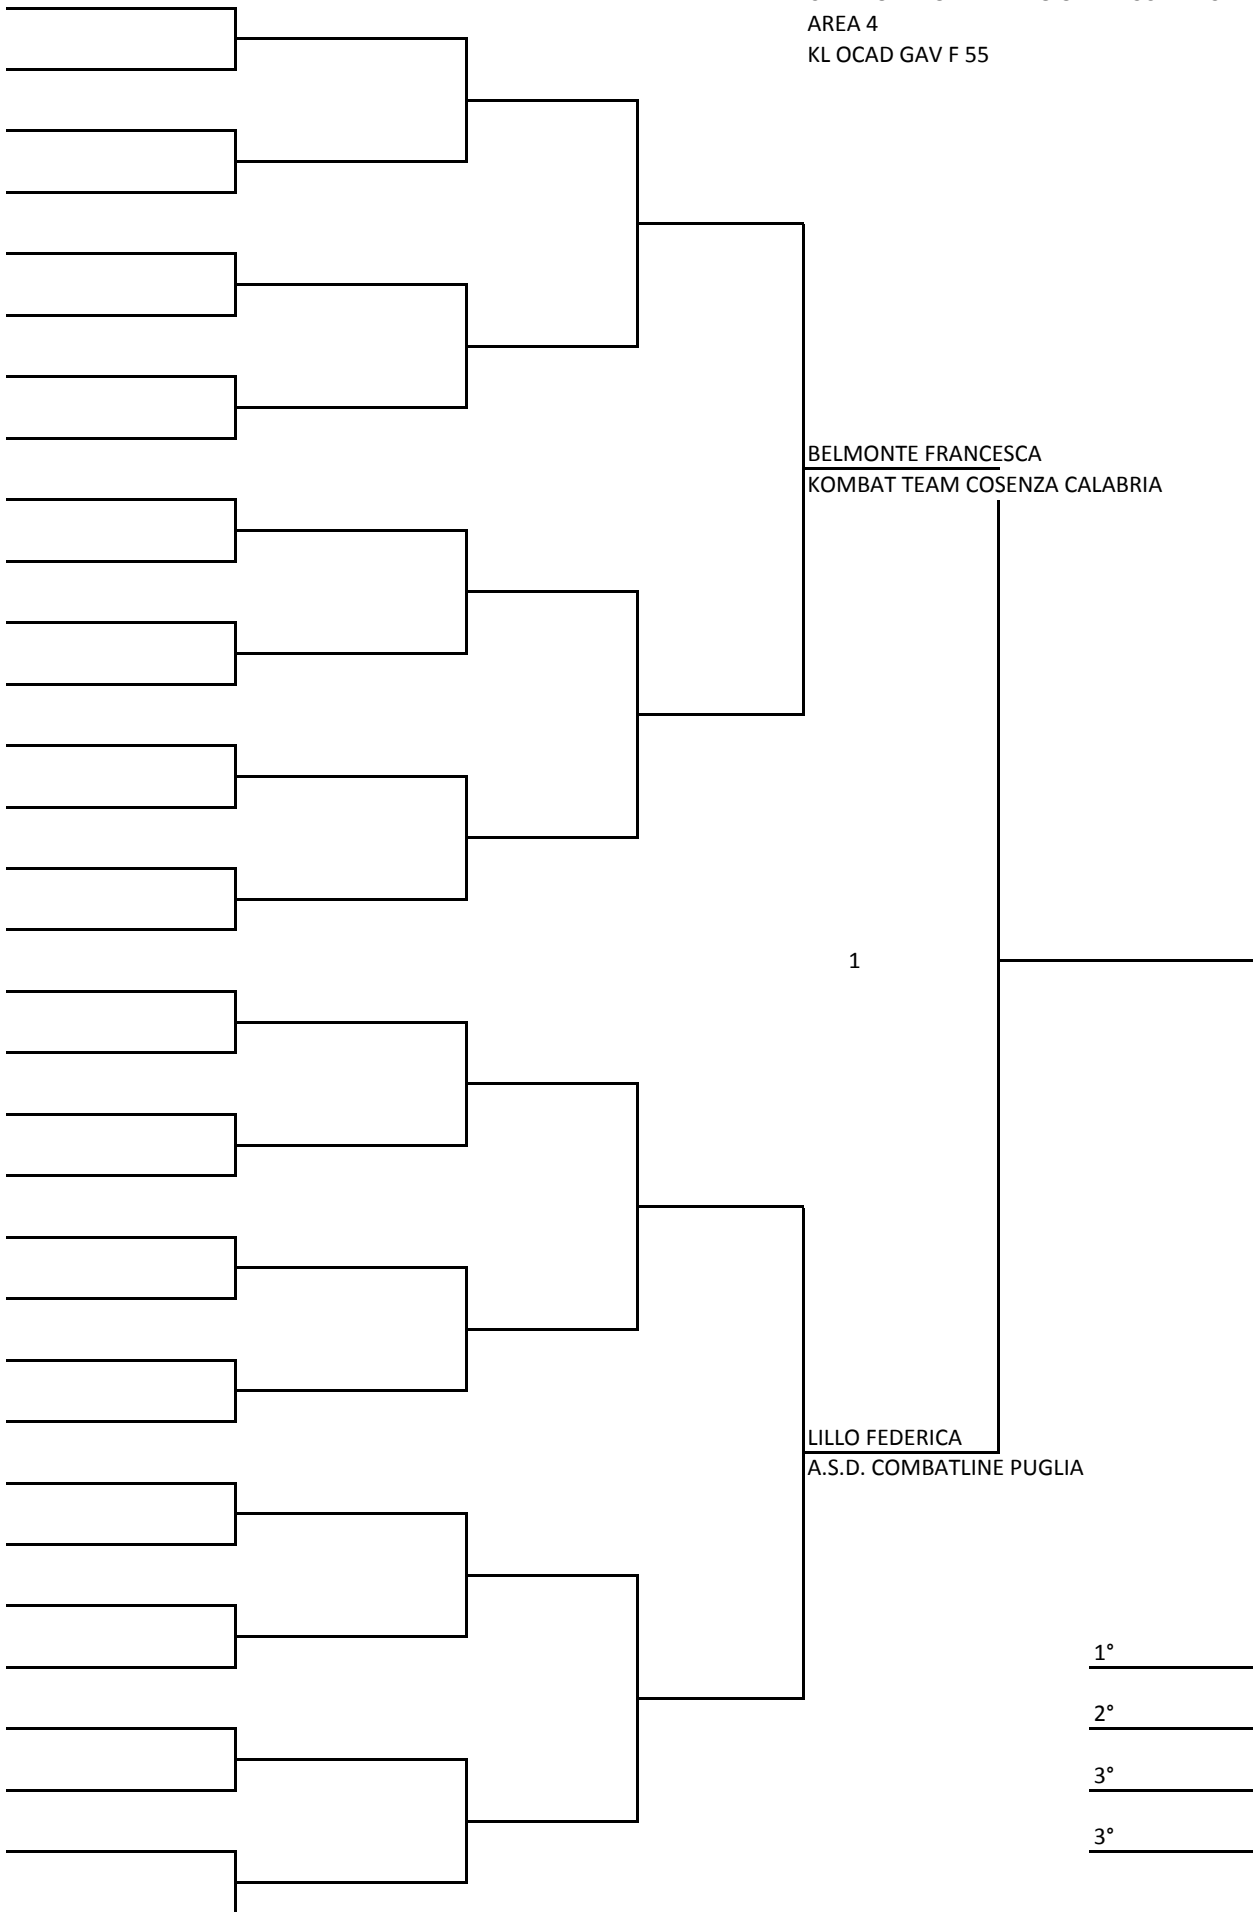 AREA 4
KL OCAD GAV F 55
BELMONTE FRANCESCA
KOMBAT TEAM COSENZA CALABRIA
1
LILLO FEDERICA
A.S.D. COMBATLINE PUGLIA
1°
2°
3°
3°